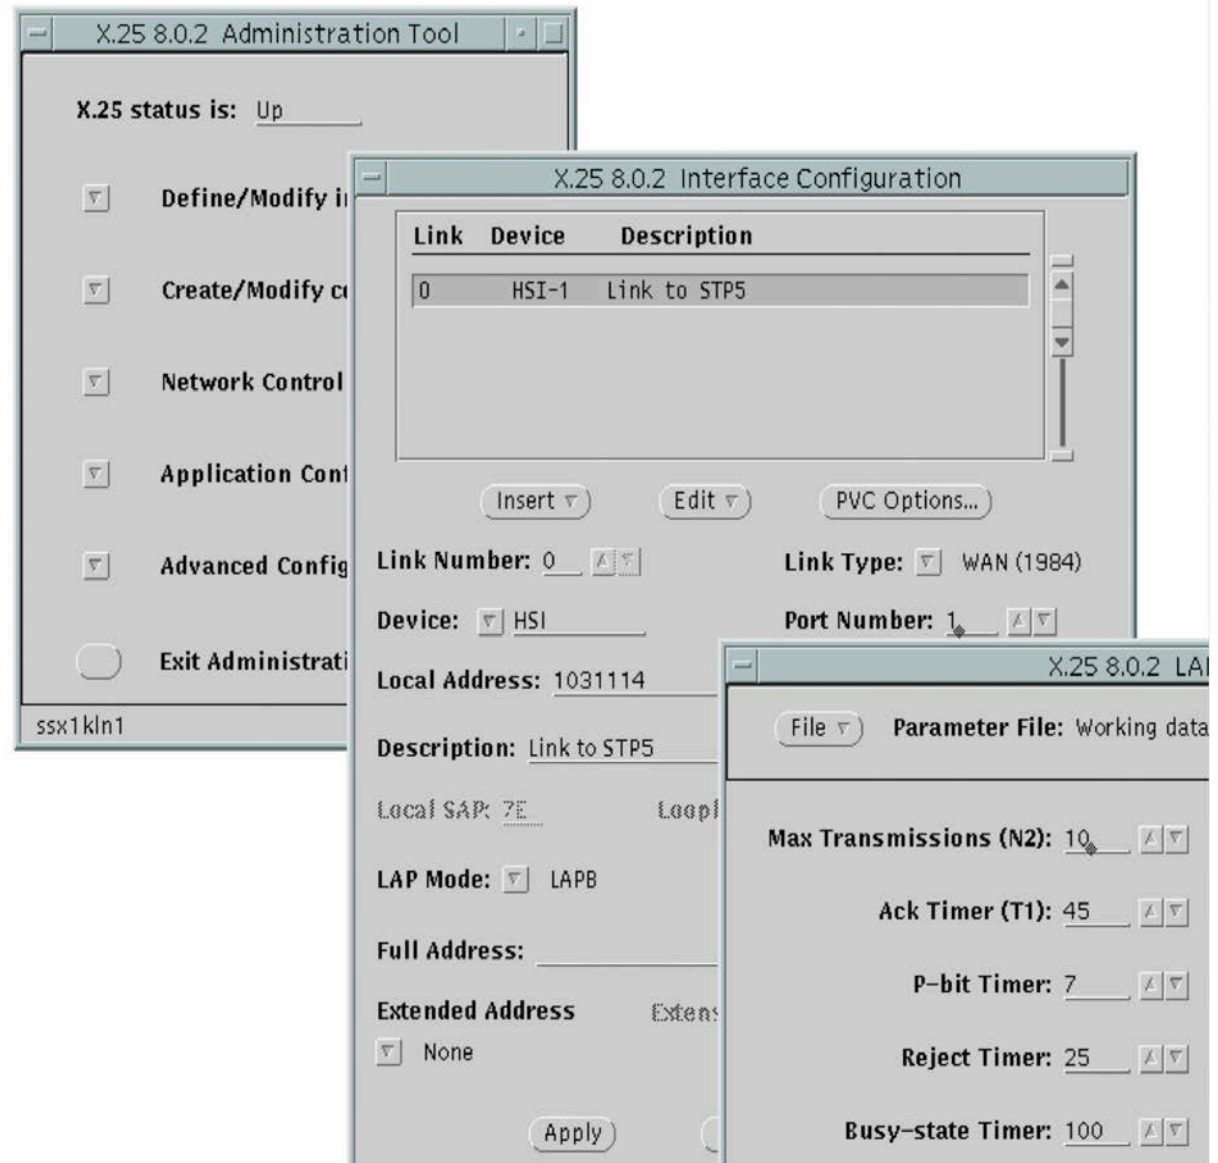 X.25 8.0.2 Administration Tool
X.25 status is: Up
Define/Modify i
Create/Modify c
Network Control
Application Con
Advanced Config
Exit Administrati
ssx1kln1
X.25 8.0.2 Interface Configuration
Link Device Description
0 HSI-1 Link to STP5
Insert Edit PVC Options...
Link Number: 0 Link Type: WAN (1984)
Device: HSI Port Number: 1
Local Address: 1031114
Description: Link to STP5
Local SAP: 7E Loop
LAP Mode: LAPB
Full Address:
Extended Address Extens
None
Apply
X.25 8.0.2 LA
File Parameter File: Working data
Max Transmissions (N2): 10
Ack Timer (T1): 45
P-bit Timer: 7
Reject Timer: 25
Busy-state Timer: 100